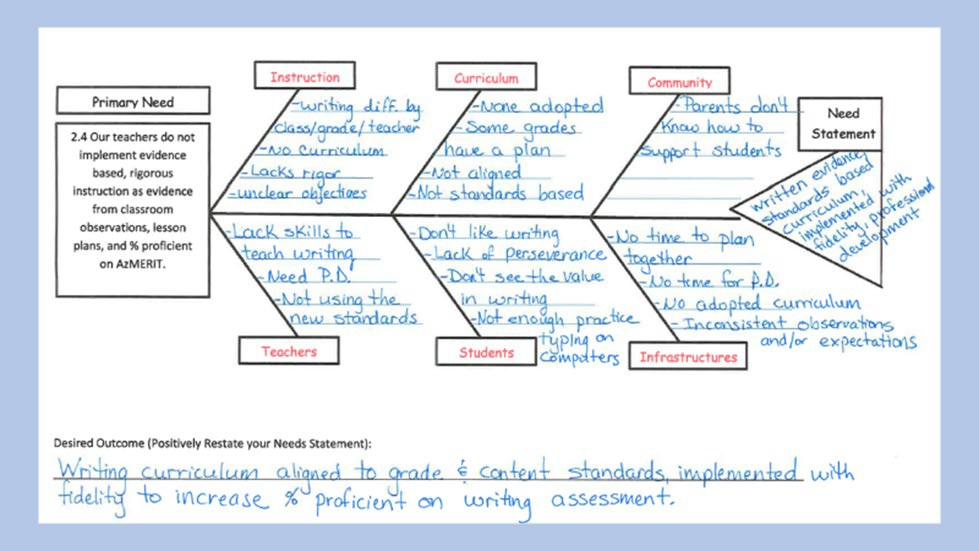 Primary Need
2.4 Our teachers do not
implement evidence
based, rigorous
instruction as evidence
from classroom
observations, lesson
plans, and % proficient
on AzMERIT.
Instruction
-writing diff. by
class/grade/teacher
-No curriculum
-Lacks rigor
-unclear objectives
Curriculum
-None adopted
-Some grades
have a plan
-Not aligned
-Not standards based
Community
-Parents don't
Know how to
support students
Need
Statement
written evidence,
standards based
curriculum,
implemented with
fidelity, professional
development
-Lack skills to
teach writing
-Need P.D.
-Not using the
new standards
Teachers
-Don't like writing
-Lack of perseverance
-Don't see the value
in writing
-Not enough practice
typing on
computers
Students
-No time to plan
together
-No time for P.D.
-No adopted curriculum
-Inconsistent observations
and/or expectations
Infrastructures
Desired Outcome (Positively Restate your Needs Statement):
Writing curriculum aligned to grade & content standards, implemented with
fidelity to increase % proficient on writing assessment.